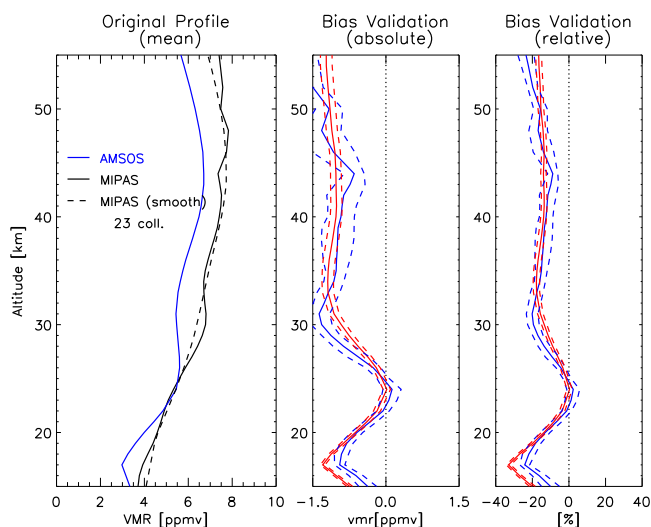 Original Profile
(mean)
Bias Validation
(absolute)
Bias Validation
(relative)
Altitude [km]
50
40
30
20
AMSOS
MIPAS
MIPAS (smooth)
23 coll.
50
40
30
20
50
40
30
20
0 2 4 6 8 10
VMR [ppmv]
-1.5 0.0 1.5
vmr[ppmv]
-40 -20 0 20 40
[%]